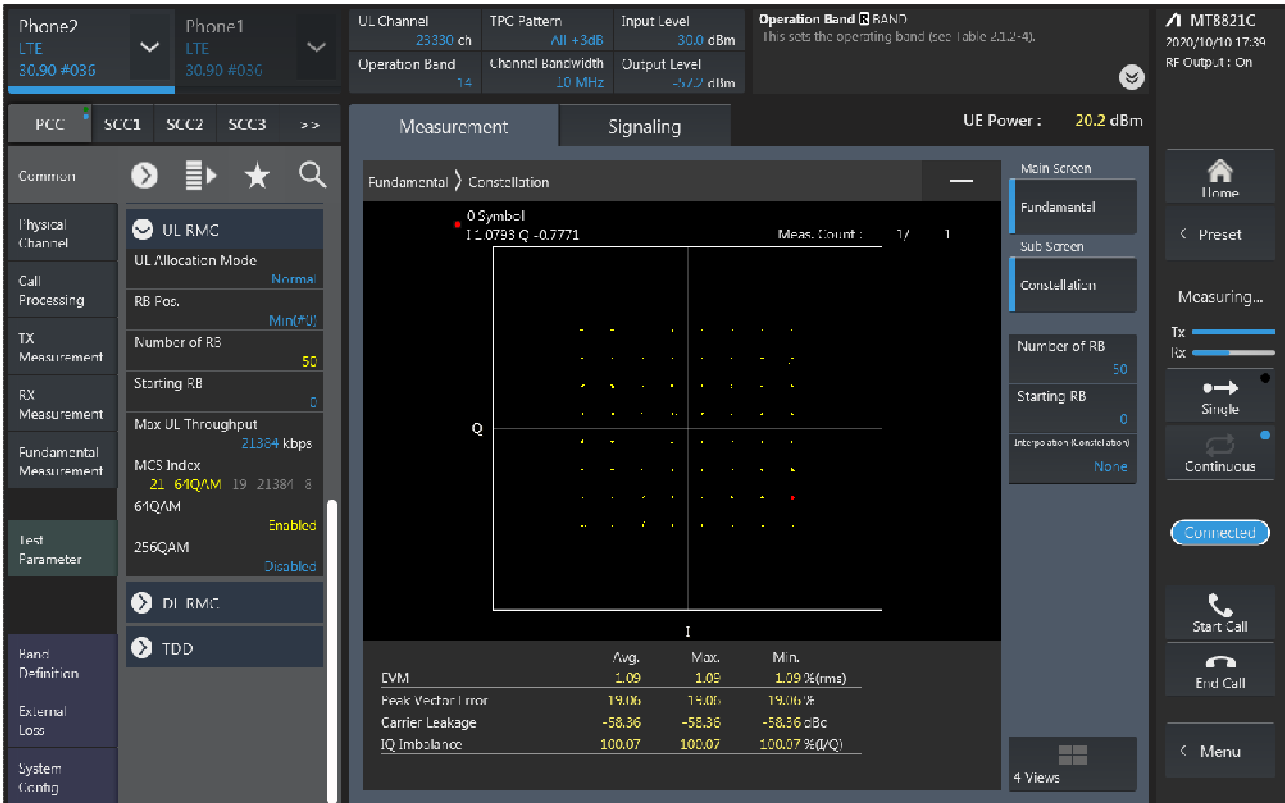 Phone2
LTE
30.90 #036
Phone1
LTE
30.90 #036
UL Channel
23330 ch
TPC Pattern
All +3dB
Input Level
30.0 dBm
Operation Band
14
Channel Bandwidth
10 MHz
Output Level
-57.2 dBm
Operation Band R BAND
This sets the operating band (see Table 2.1.2-4).
MT8821C
2020/10/10 17:39
RF Output : On
PCC
SCC1
SCC2
SCC3
>>
Measurement
Signaling
UE Power : 20.2 dBm
Common
Physical
Channel
Call
Processing
TX
Measurement
RX
Measurement
Fundamental
Measurement
Test
Parameter
Band
Definition
External
Loss
System
Config
UL RMC
UL Allocation Mode
Normal
RB Pos.
Min(#0)
Number of RB
50
Starting RB
0
Max UL Throughput
21384 kbps
MCS Index
21 64QAM 19 21384 8
64QAM
Enabled
256QAM
Disabled
DL RMC
TDD
Fundamental > Constellation
0 Symbol
I 1.0793 Q -0.7771
Meas. Count : 1/ 1
Q
I
Avg. Max. Min.
EVM 1.09 1.09 1.09 %(rms)
Peak Vector Error 19.06 19.06 19.06 %
Carrier Leakage -58.36 -58.36 -58.36 dBc
IQ Imbalance 100.07 100.07 100.07 %(I/Q)
Main Screen
Fundamental
Sub Screen
Constellation
Number of RB
50
Starting RB
0
Interpolation (Constellation)
None
4 Views
Home
< Preset
Measuring...
Tx
Rx
Single
Continuous
Connected
Start Call
End Call
< Menu